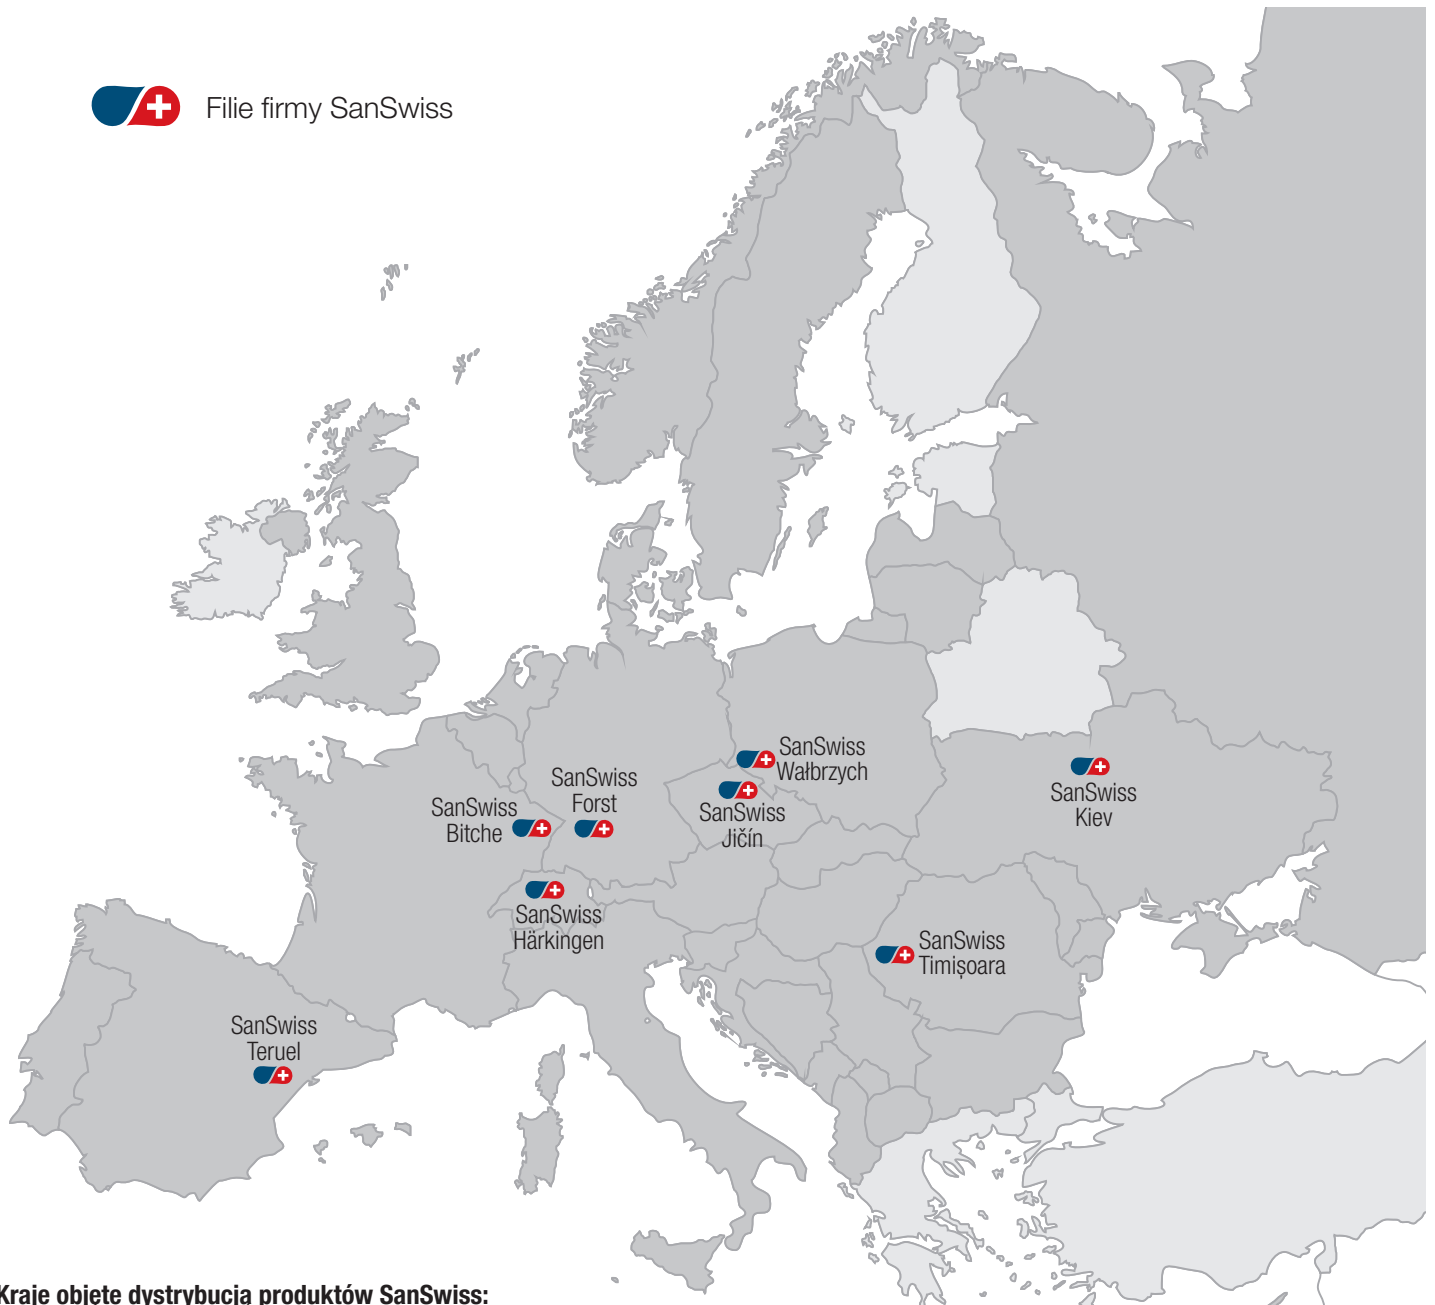 Filie firmy SanSwiss
SanSwiss
Wałbrzych
SanSwiss
Forst
SanSwiss
Kiev
SanSwiss
Bitche
SanSwiss
Jičín
SanSwiss
Härkingen
SanSwiss
Timișoara
SanSwiss
Teruel
Kraje objęte dystrybucją produktów SanSwiss: